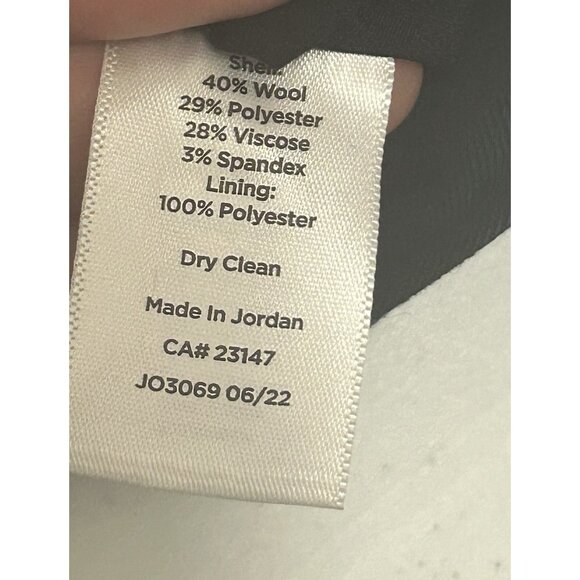 Shell:
40% Wool
29% Polyester
28% Viscose
3% Spandex
Lining:
100% Polyester
Dry Clean
Made In Jordan
CA# 23147
JO3069 06/22